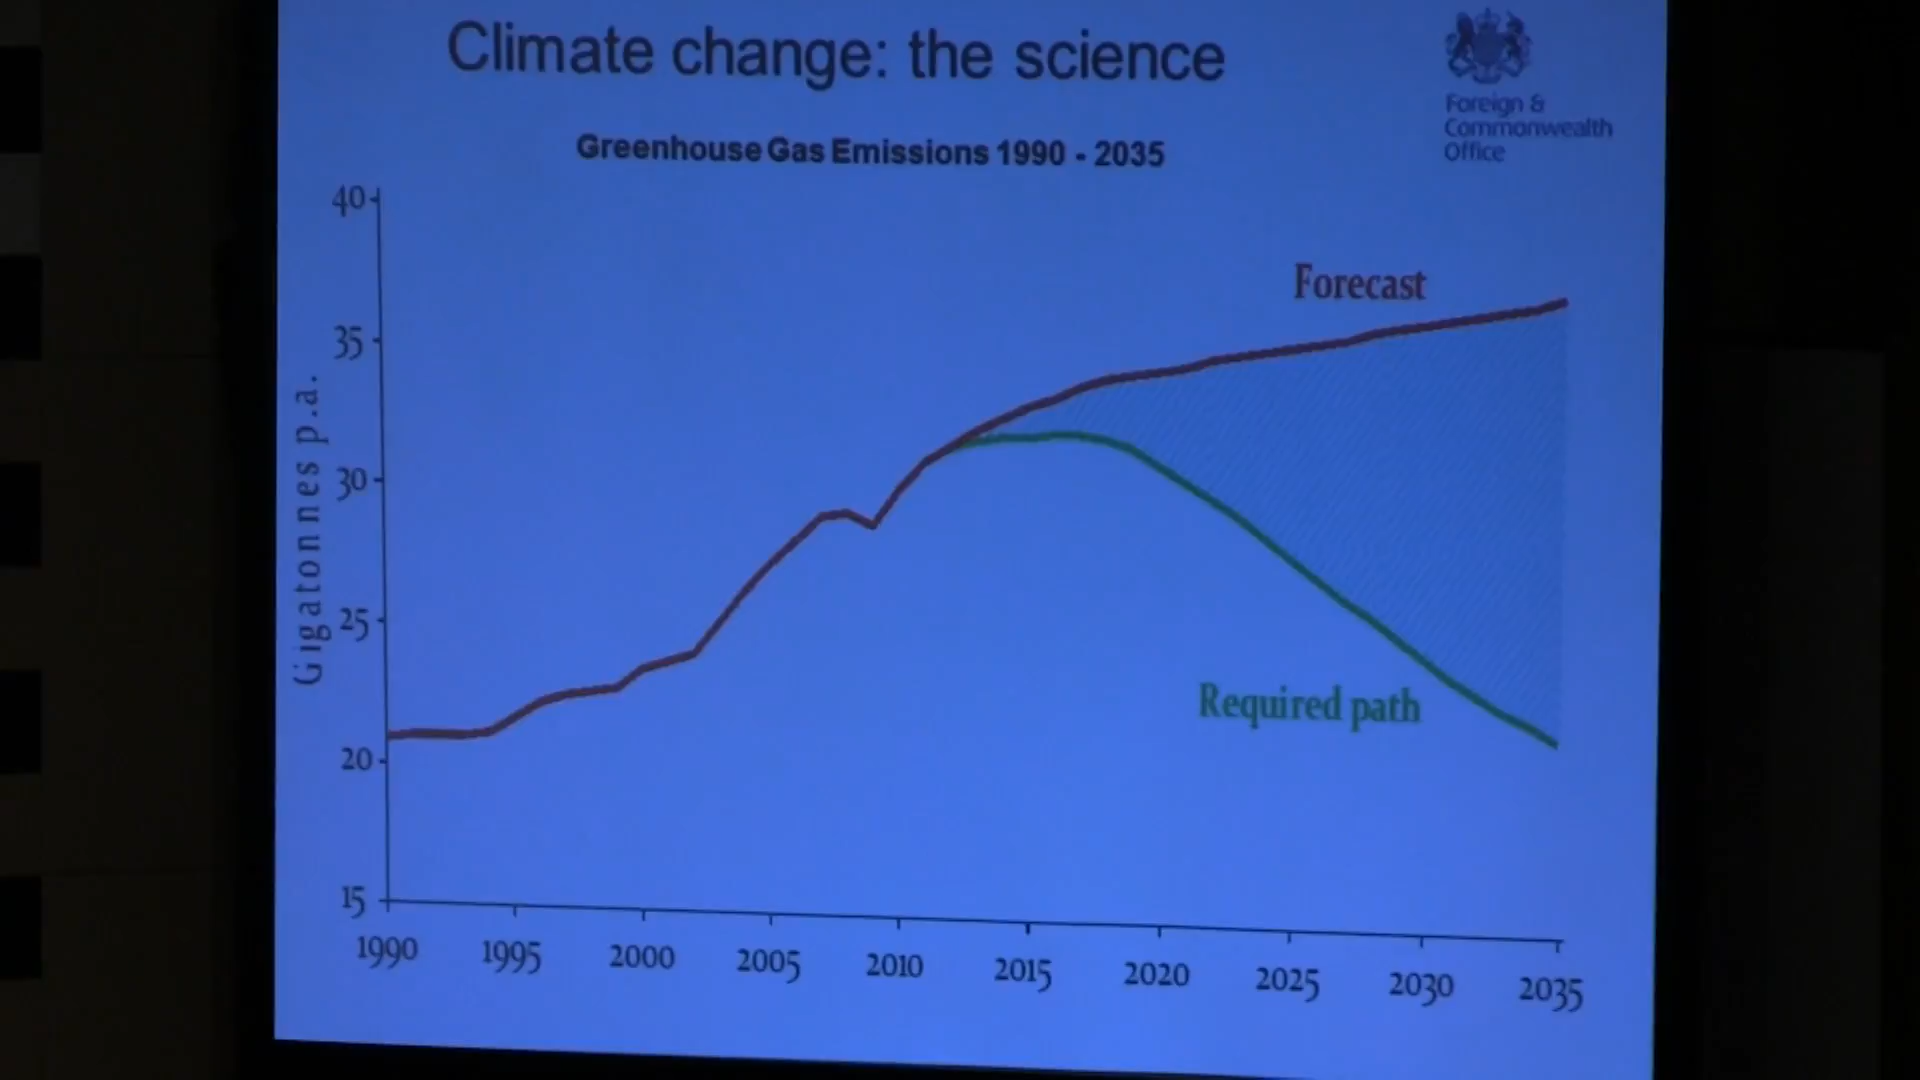 Climate change: the science
Foreign &
Commonwealth
Office
Greenhouse Gas Emissions 1990 - 2035
40
35
30
25
20
15
Gigatonnes p.a.
Forecast
Required path
1990 1995 2000 2005 2010 2015 2020 2025 2030 2035